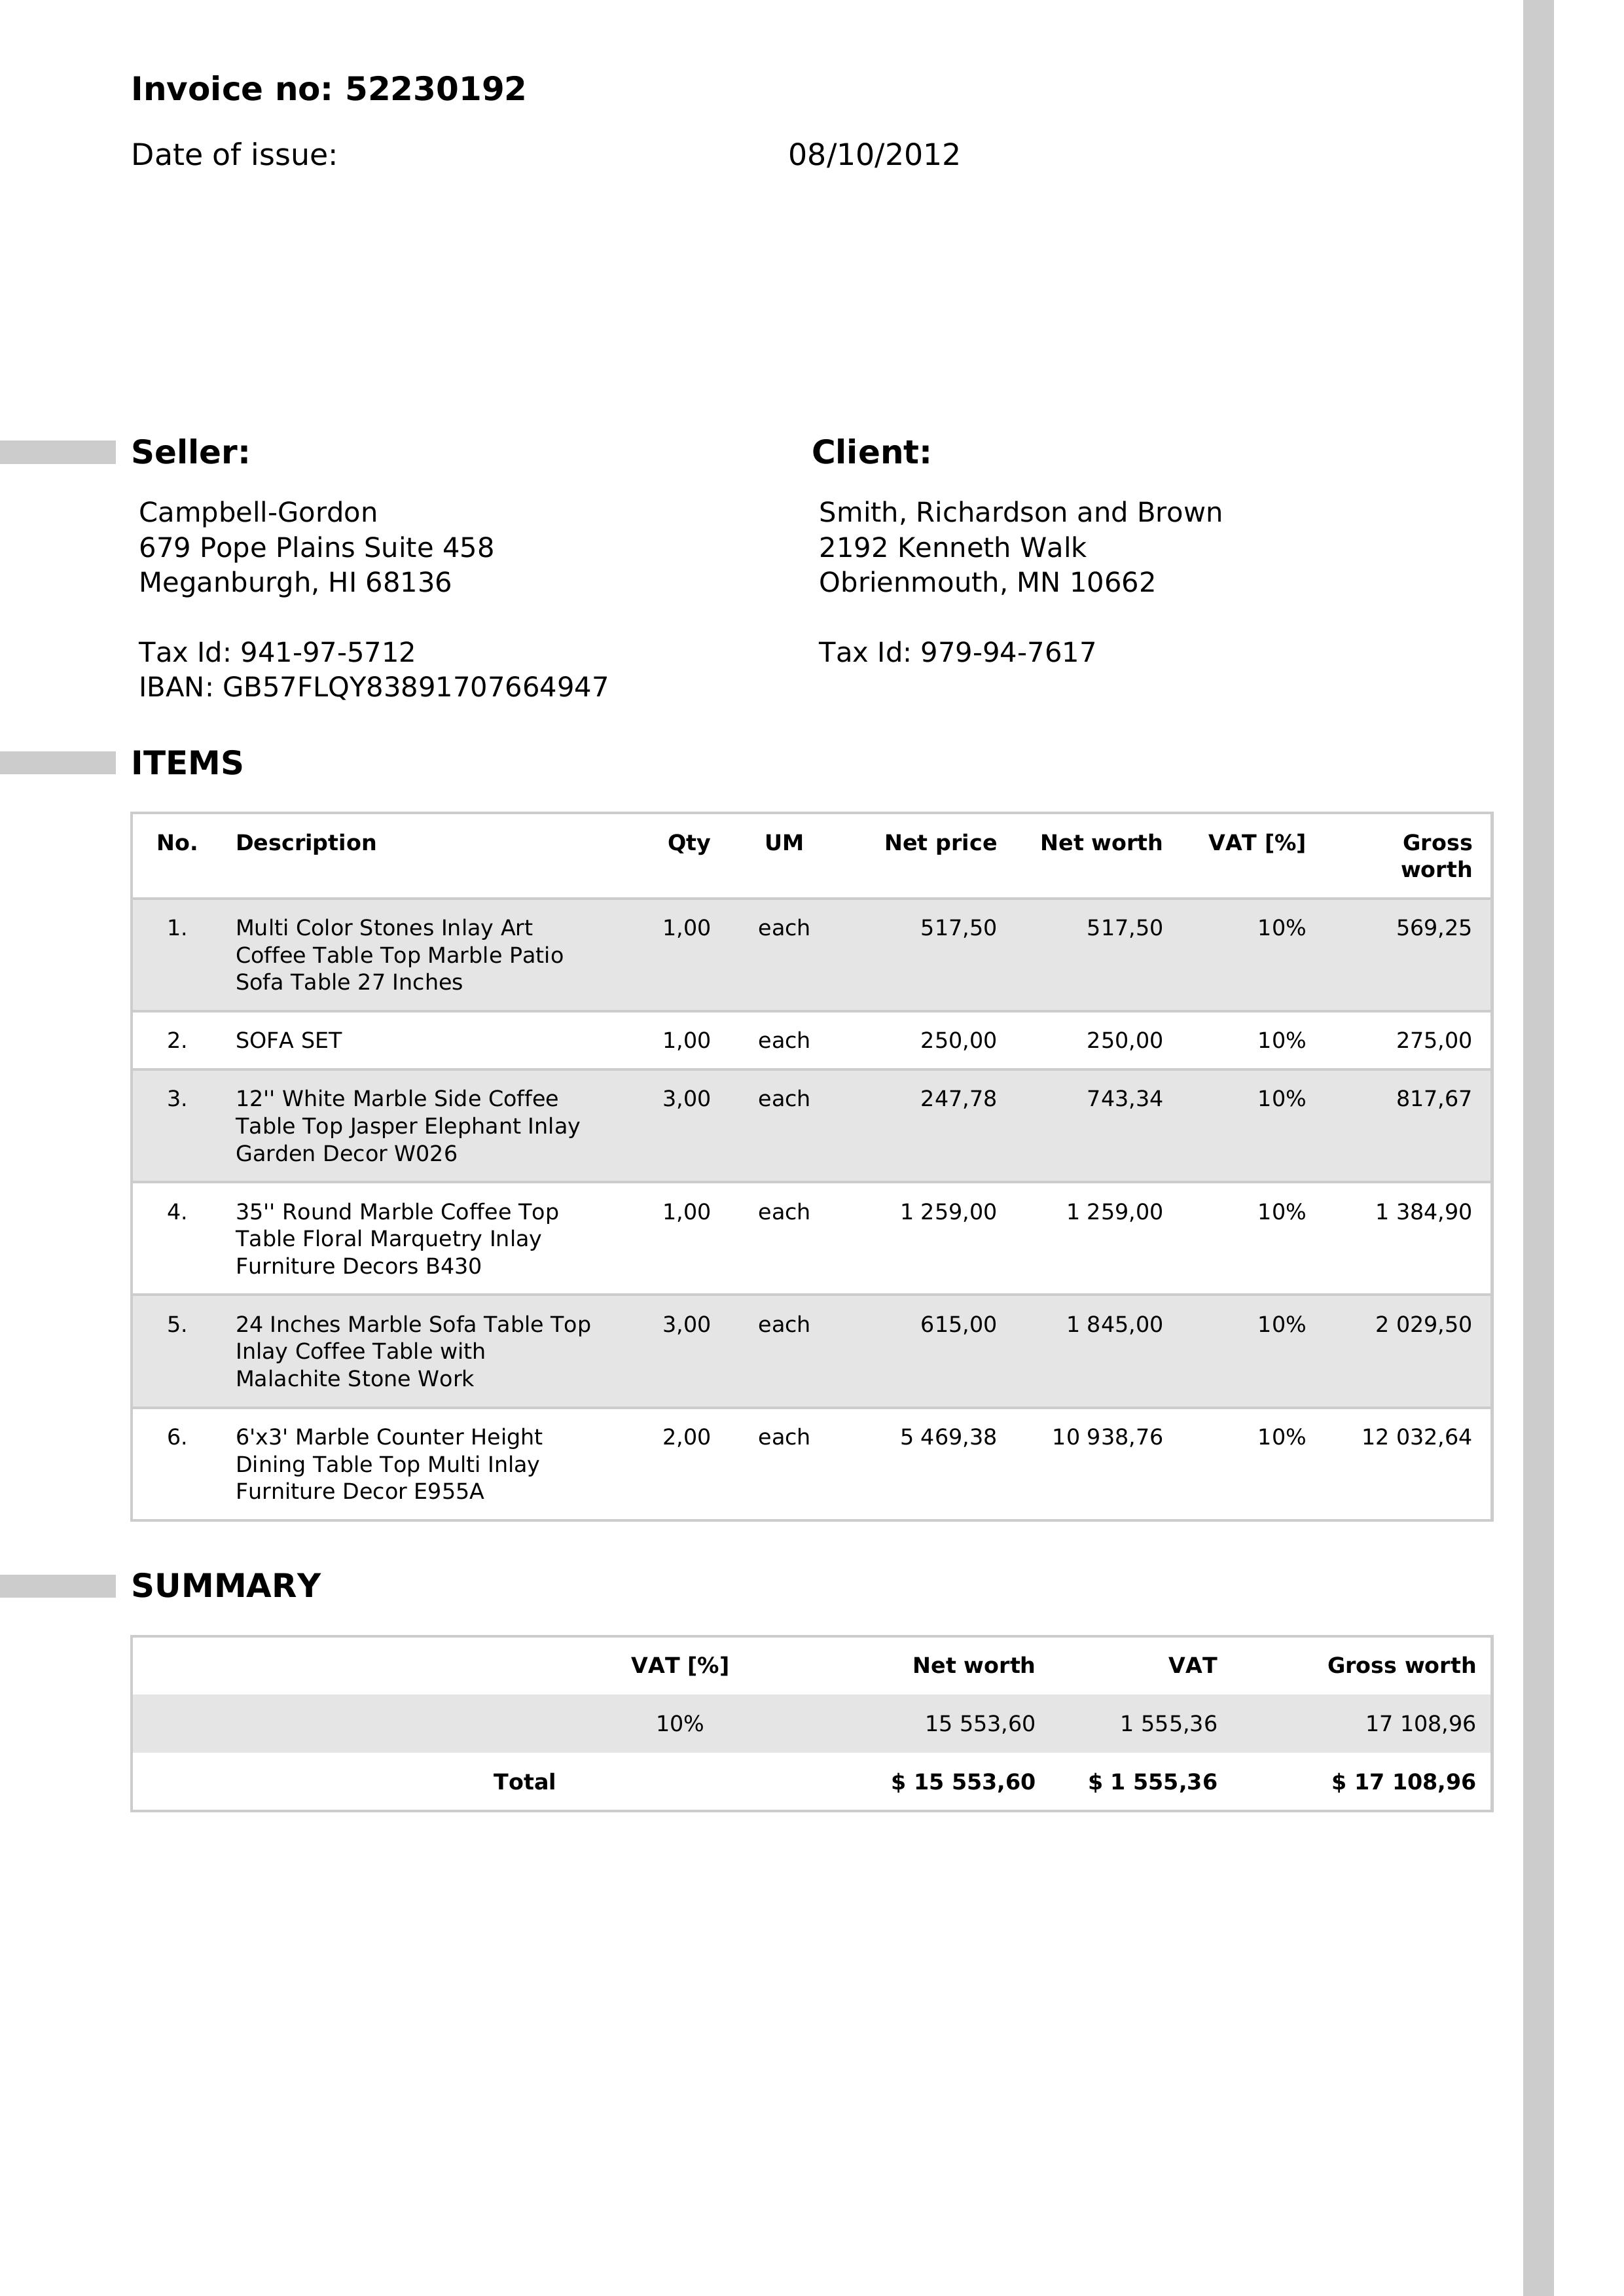 Invoice no: 52230192
Date of issue: 08/10/2012
Seller:
Campbell-Gordon
679 Pope Plains Suite 458
Meganburgh, HI 68136
Tax Id: 941-97-5712
IBAN: GB57FLQY83891707664947
Client:
Smith, Richardson and Brown
2192 Kenneth Walk
Obrienmouth, MN 10662
Tax Id: 979-94-7617
ITEMS
No. Description Qty UM Net price Net worth VAT [%] Gross
worth
1. Multi Color Stones Inlay Art 1,00 each 517,50 517,50 10% 569,25
Coffee Table Top Marble Patio
Sofa Table 27 Inches
2. SOFA SET 1,00 each 250,00 250,00 10% 275,00
3. 12'' White Marble Side Coffee 3,00 each 247,78 743,34 10% 817,67
Table Top Jasper Elephant Inlay
Garden Decor W026
4. 35'' Round Marble Coffee Top 1,00 each 1 259,00 1 259,00 10% 1 384,90
Table Floral Marquetry Inlay
Furniture Decors B430
5. 24 Inches Marble Sofa Table Top 3,00 each 615,00 1 845,00 10% 2 029,50
Inlay Coffee Table with
Malachite Stone Work
6. 6'x3' Marble Counter Height 2,00 each 5 469,38 10 938,76 10% 12 032,64
Dining Table Top Multi Inlay
Furniture Decor E955A
SUMMARY
VAT [%] Net worth VAT Gross worth
10% 15 553,60 1 555,36 17 108,96
Total $ 15 553,60 $ 1 555,36 $ 17 108,96